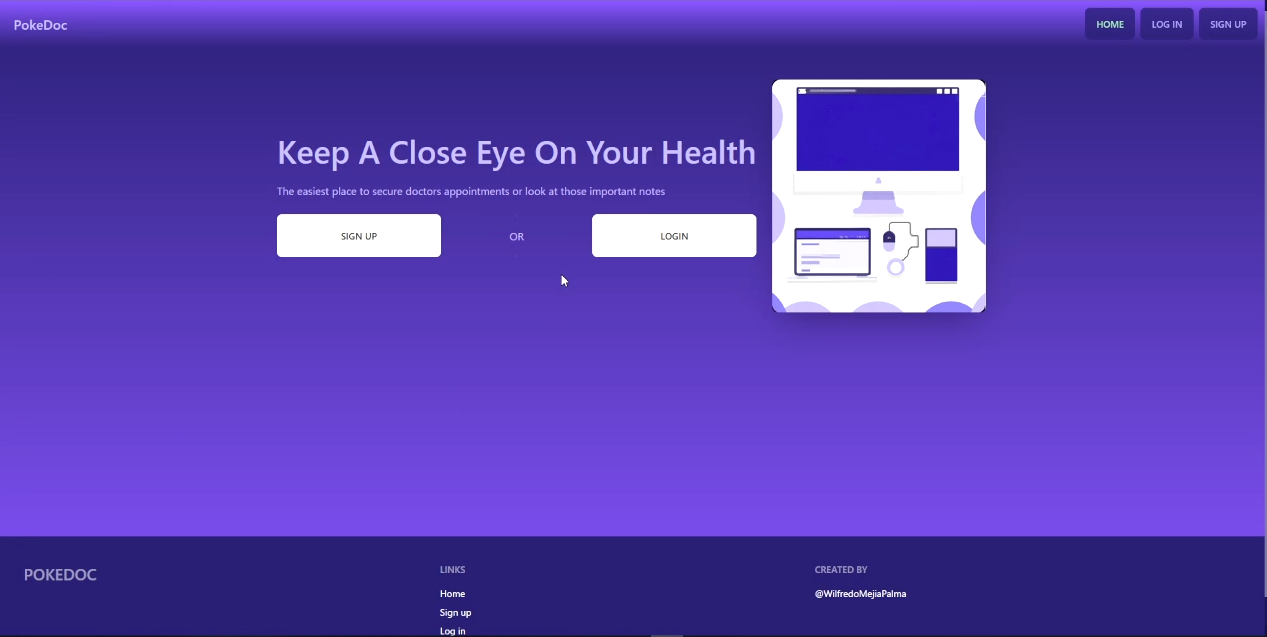 PokeDoc
HOME
LOG IN
SIGN UP
Keep A Close Eye On Your Health
The easiest place to secure doctors appointments or look at those important notes
SIGN UP
OR
LOGIN
POKEDOC
LINKS
Home
Sign up
Log in
CREATED BY
@WilfredoMejiaPalma